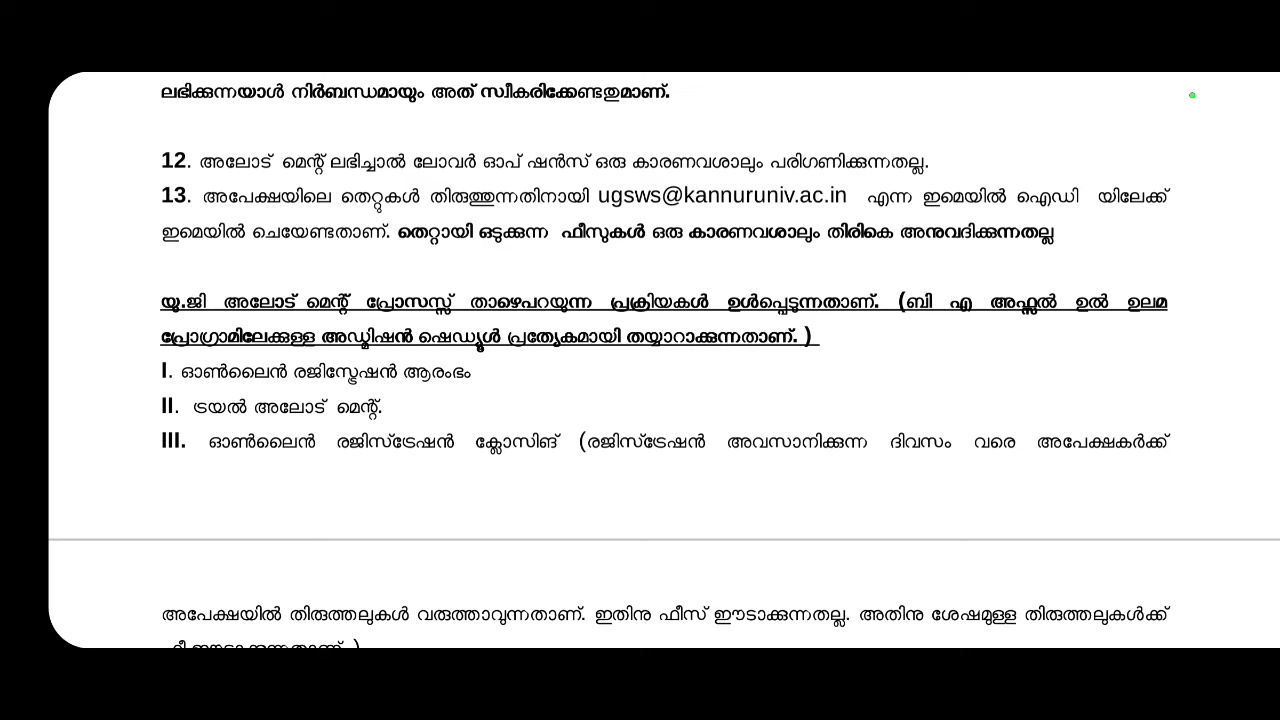 ലഭിക്കുന്നയാൾ നിർബന്ധമായും അത് സ്വീകരിക്കേണ്ടതുമാണ്.
12. അലോട് മെന്റ് ലഭിച്ചാൽ ലോവർ ഓപ് ഷൻസ് ഒരു കാരണവശാലും പരിഗണിക്കുന്നതല്ല.
13. അപേക്ഷയിലെ തെറ്റുകൾ തിരുത്തുന്നതിനായി ugsws@kannuruniv.ac.in എന്ന ഇമെയിൽ ഐഡി യിലേക്ക്
ഇമെയിൽ ചെയേണ്ടതാണ്. തെറ്റായി ഒടുക്കുന്ന ഫീസുകൾ ഒരു കാരണവശാലും തിരികെ അനുവദിക്കുന്നതല്ല
യു.ജി അലോട് മെന്റ് പ്രോസസ്സ് താഴെപറയുന്ന പ്രക്രിയകൾ ഉൾപ്പെടുന്നതാണ്. (ബി എ അഫ്സൽ ഉൽ ഉലമ
പ്രോഗ്രാമിലേക്കുള്ള അഡ്മിഷൻ ഷെഡ്യൂൾ പ്രത്യേകമായി തയ്യാറാക്കുന്നതാണ്. )
I. ഓൺലൈൻ രജിസ്ട്രേഷൻ ആരംഭം
II. ട്രയൽ അലോട് മെന്റ്.
III. ഓൺലൈൻ രജിസ്ട്രേഷൻ ക്ലോസിങ് (രജിസ്ട്രേഷൻ അവസാനിക്കുന്ന ദിവസം വരെ അപേക്ഷകർക്ക്
അപേക്ഷയിൽ തിരുത്തലുകൾ വരുത്താവുന്നതാണ്. ഇതിനു ഫീസ് ഈടാക്കുന്നതല്ല. അതിനു ശേഷമുള്ള തിരുത്തലുകൾക്ക്